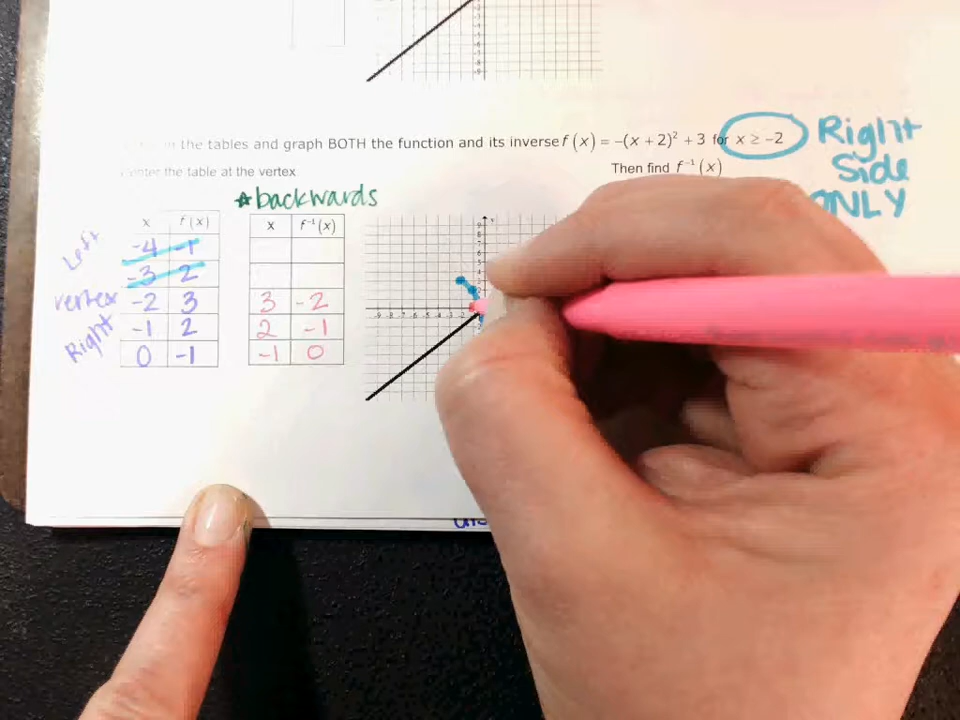 in the tables and graph BOTH the function and its inverse f(x) = -(x + 2)² + 3 for x ≥ -2
enter the table at the vertex
Then find f⁻¹(x)
Right
Side
ONLY
☆backwards
x f(x)
Left -4 -1
-3 2
vertex -2 3
Right -1 2
0 -1
x f⁻¹(x)
3 -2
2 -1
-1 0